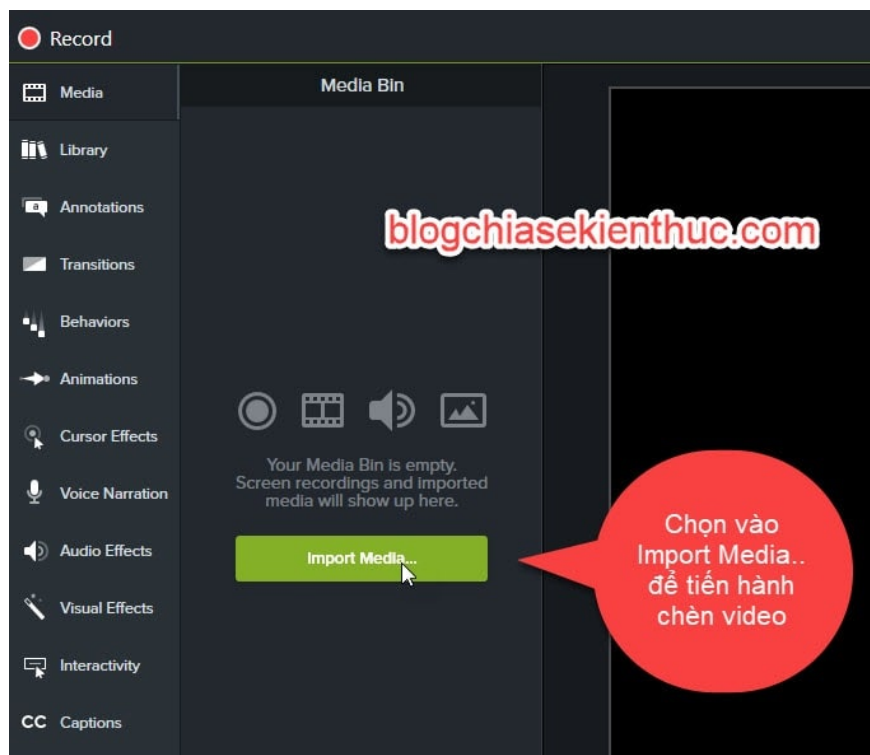 Record
Media Bin
Media
Library
Annotations
Transitions
Behaviors
Animations
Cursor Effects
Voice Narration
Audio Effects
Visual Effects
Interactivity
CC Captions
blogchiasekienthuc.com
Your Media Bin is empty.
Screen recordings and imported
media will show up here.
Import Media...
Chọn vào
Import Media..
để tiến hành
chèn video